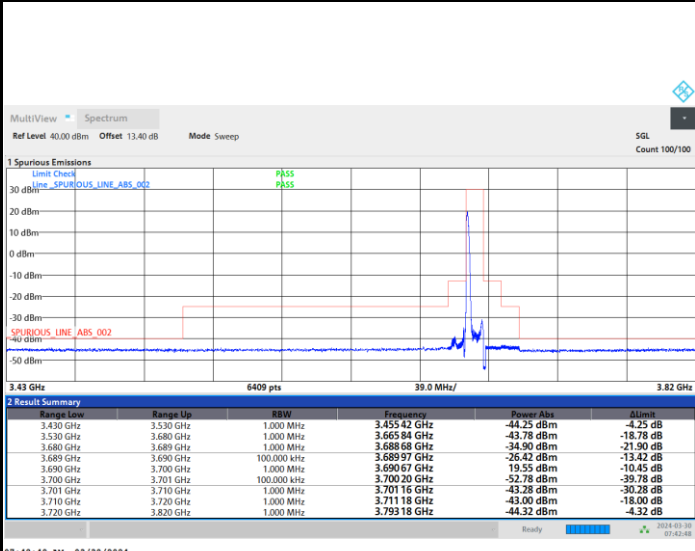 MultiView Spectrum
Ref Level 40.00 dBm Offset 13.40 dB Mode Sweep SGL
Count 100/100
1 Spurious Emissions
Limit Check PASS
Line _SPURIOUS_LINE_ABS_002 PASS
30 dBm
20 dBm
10 dBm
0 dBm
-10 dBm
-20 dBm
-30 dBm
_SPURIOUS_LINE_ABS_002
-40 dBm
-50 dBm
3.43 GHz 6409 pts 39.0 MHz/ 3.82 GHz
2 Result Summary
Range Low Range Up RBW Frequency Power Abs ΔLimit
3.430 GHz 3.530 GHz 1.000 MHz 3.455 42 GHz -44.25 dBm -4.25 dB
3.530 GHz 3.680 GHz 1.000 MHz 3.665 84 GHz -43.78 dBm -18.78 dB
3.680 GHz 3.689 GHz 1.000 MHz 3.688 68 GHz -34.90 dBm -21.90 dB
3.689 GHz 3.690 GHz 100.000 kHz 3.689 97 GHz -26.42 dBm -13.42 dB
3.690 GHz 3.700 GHz 1.000 MHz 3.690 67 GHz 19.55 dBm -10.45 dB
3.700 GHz 3.701 GHz 100.000 kHz 3.700 20 GHz -52.78 dBm -39.78 dB
3.701 GHz 3.710 GHz 1.000 MHz 3.701 16 GHz -43.28 dBm -30.28 dB
3.710 GHz 3.720 GHz 1.000 MHz 3.711 18 GHz -43.00 dBm -18.00 dB
3.720 GHz 3.820 GHz 1.000 MHz 3.793 18 GHz -44.32 dBm -4.32 dB
Ready 2024-03-30
07:42:48